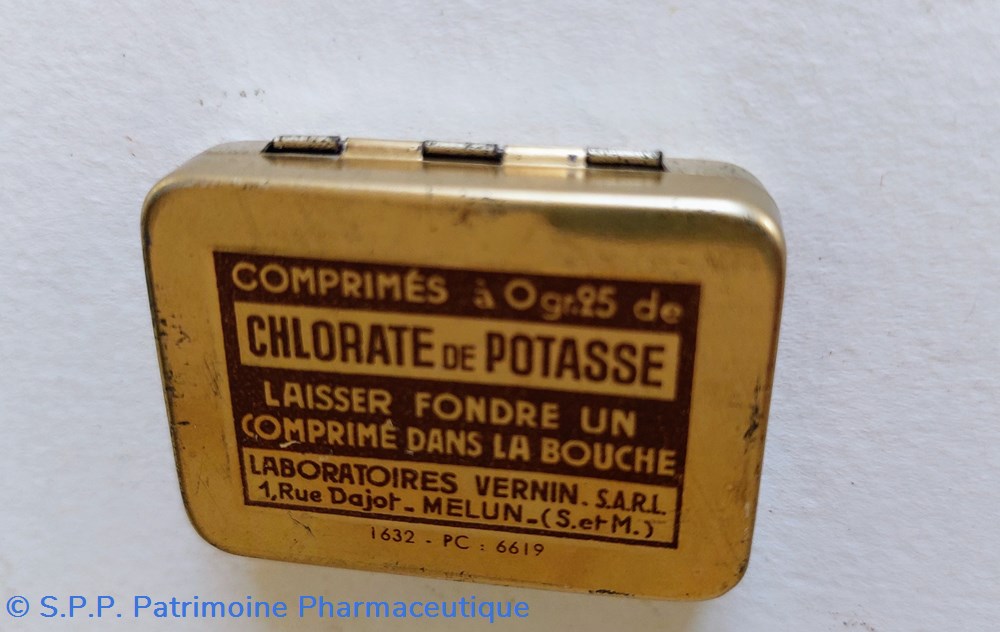 COMPRIMÉS à 0gr.25 de
CHLORATE DE POTASSE
LAISSER FONDRE UN
COMPRIMÉ DANS LA BOUCHE
LABORATOIRES VERNIN. S.A.R.L.
1, Rue Dajot - MELUN - (S. et M.)
1632 - PC : 6619
© S.P.P. Patrimoine Pharmaceutique